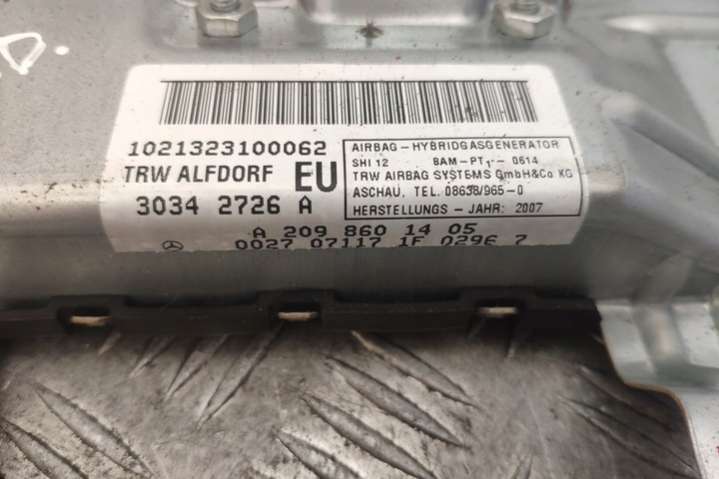 D.
1021323100062
TRW ALFDORF EU
3034 2726 A
AIRBAG - HYBRIDGASGENERATOR
SHI 12 BAM-PT1- 0614
TRW AIRBAG SYSTEMS GmbH&Co KG
ASCHAU. TEL. 08638/965-0
HERSTELLUNGS - JAHR: 2007
A 209 860 14 05
0027 07117 1F 0296 7